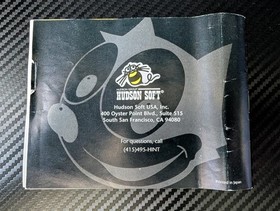 HUDSON SOFT®
Hudson Soft USA, Inc.
400 Oyster Point Blvd., Suite 515
South San Francisco, CA 94080
For questions, call
(415)495-HINT
Printed in Japan